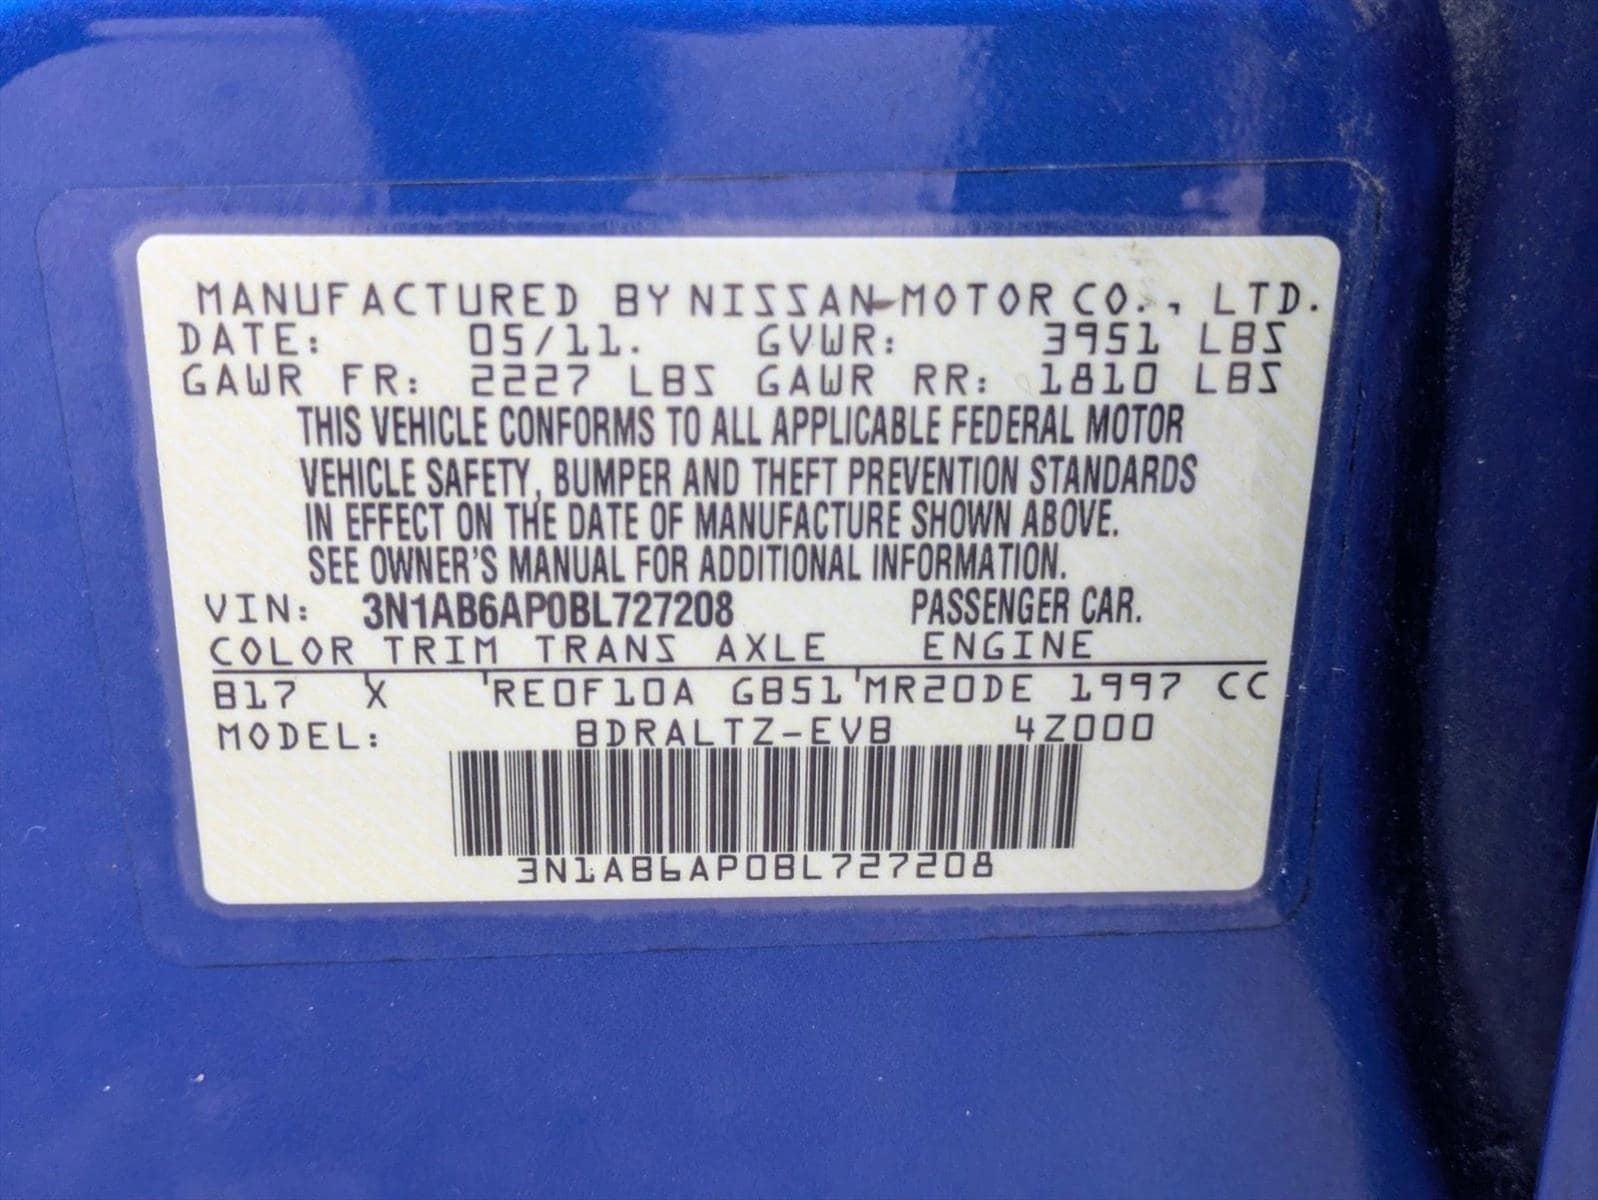 MANUFACTURED BY NISSAN MOTOR CO., LTD.
DATE: 05/11. GVWR: 3951 LBS
GAWR FR: 2227 LBS GAWR RR: 1810 LBS
THIS VEHICLE CONFORMS TO ALL APPLICABLE FEDERAL MOTOR
VEHICLE SAFETY, BUMPER AND THEFT PREVENTION STANDARDS
IN EFFECT ON THE DATE OF MANUFACTURE SHOWN ABOVE.
SEE OWNER'S MANUAL FOR ADDITIONAL INFORMATION.
VIN: 3N1AB6AP0BL727208 PASSENGER CAR.
COLOR TRIM TRANS AXLE ENGINE
B17 X RE0F10A GB51 MR20DE 1997 CC
MODEL: BDRALTZ-EVB 4Z000
3N1AB6AP0BL727208